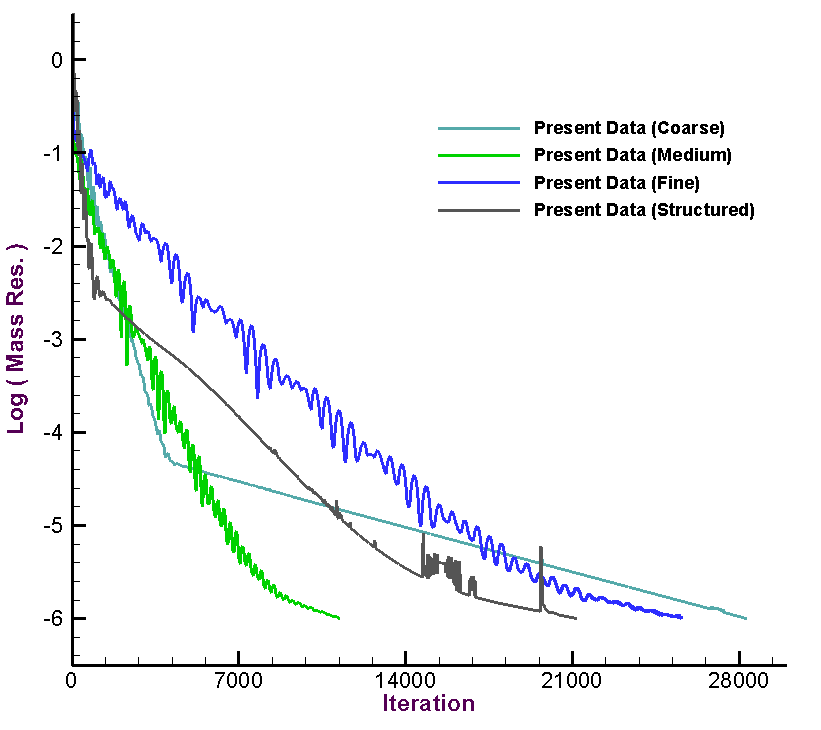 0
-1
-2
-3
-4
-5
-6
Log ( Mass Res. )
Present Data (Coarse)
Present Data (Medium)
Present Data (Fine)
Present Data (Structured)
0 7000 14000 21000 28000
Iteration